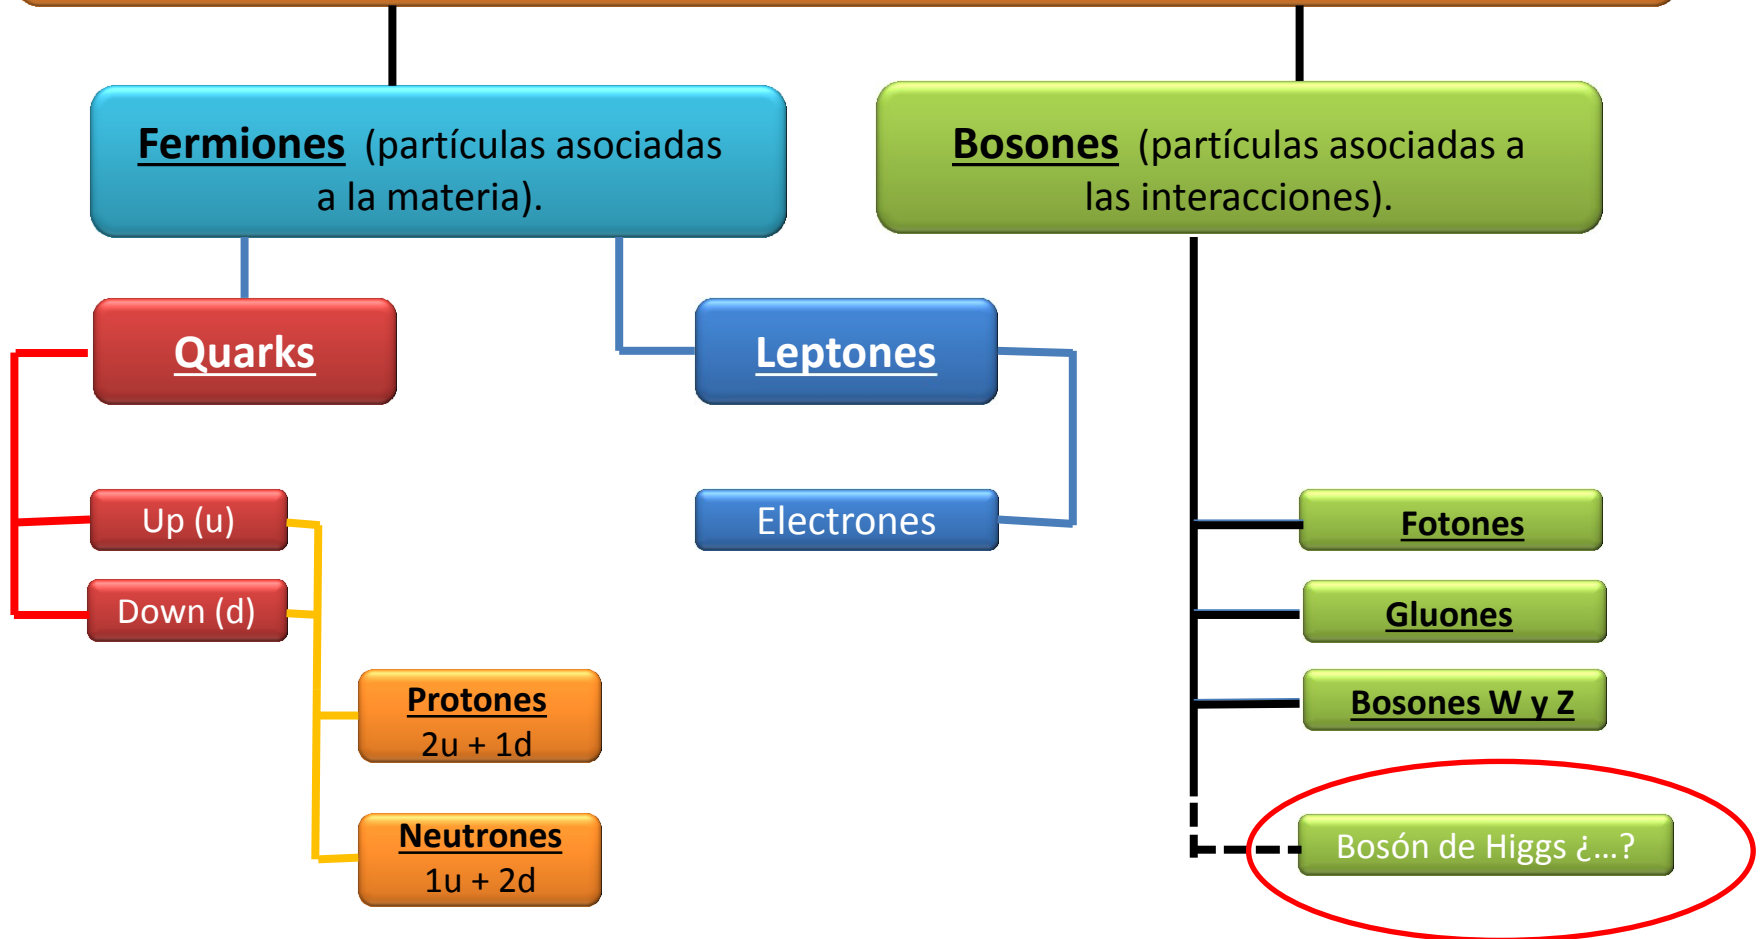 Fermiones (partículas asociadas
a la materia).
Bosones (partículas asociadas a
las interacciones).
Quarks
Leptones
Up (u)
Electrones
Fotones
Down (d)
Gluones
Protones
2u + 1d
Bosones W y Z
Neutrones
1u + 2d
Bosón de Higgs ¿...?